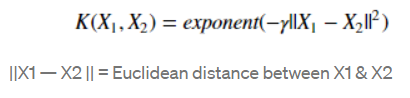 K(X₁, X₂) = exponent(−γ||X₁ − X₂||²)
||X1 — X2 || = Euclidean distance between X1 & X2